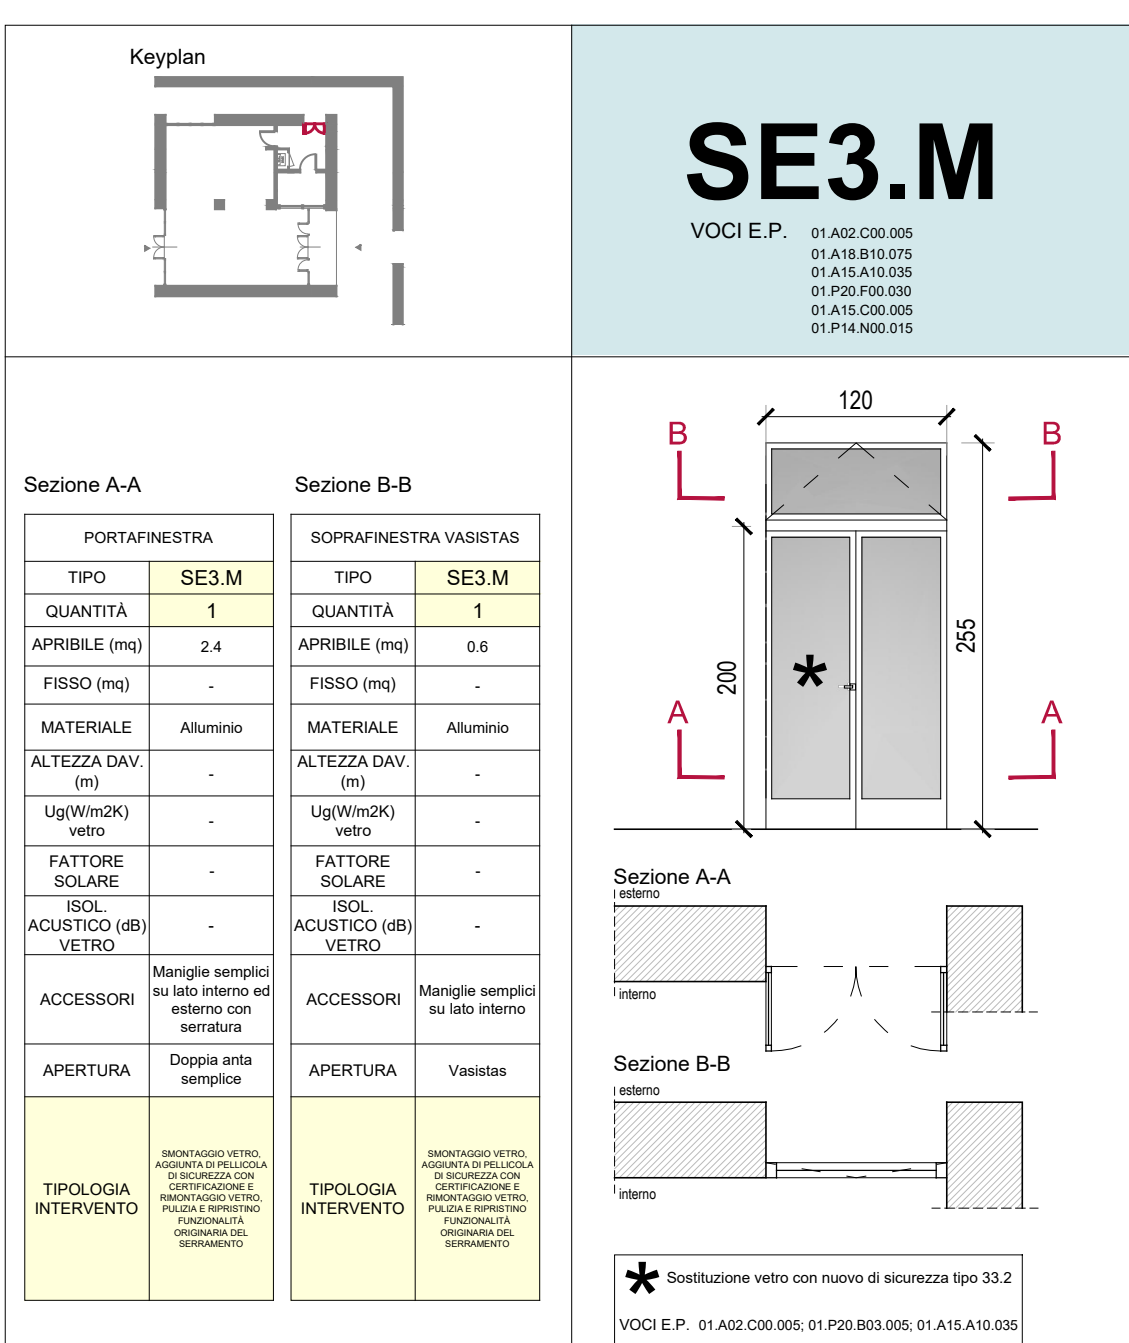 Keyplan
SE3.M
VOCI E.P.
01.A02.C00.005
01.A18.B10.075
01.A15.A10.035
01.P20.F00.030
01.A15.C00.005
01.P14.N00.015
Sezione A-A
PORTAFINESTRA
TIPO SE3.M
QUANTITÀ 1
APRIBILE (mq) 2.4
FISSO (mq) -
MATERIALE Alluminio
ALTEZZA DAV.
(m) -
Ug(W/m2K)
vetro -
FATTORE
SOLARE -
ISOL.
ACUSTICO (dB)
VETRO -
ACCESSORI
Maniglie semplici
su lato interno ed
esterno con
serratura
APERTURA
Doppia anta
semplice
TIPOLOGIA
INTERVENTO
SMONTAGGIO VETRO,
AGGIUNTA DI PELLICOLA
DI SICUREZZA CON
CERTIFICAZIONE E
RIMONTAGGIO VETRO,
PULIZIA E RIPRISTINO
FUNZIONALITÀ
ORIGINARIA DEL
SERRAMENTO
Sezione B-B
SOPRAFINESTRA VASISTAS
TIPO SE3.M
QUANTITÀ 1
APRIBILE (mq) 0.6
FISSO (mq) -
MATERIALE Alluminio
ALTEZZA DAV.
(m) -
Ug(W/m2K)
vetro -
FATTORE
SOLARE -
ISOL.
ACUSTICO (dB)
VETRO -
ACCESSORI
Maniglie semplici
su lato interno
APERTURA Vasistas
TIPOLOGIA
INTERVENTO
SMONTAGGIO VETRO,
AGGIUNTA DI PELLICOLA
DI SICUREZZA CON
CERTIFICAZIONE E
RIMONTAGGIO VETRO,
PULIZIA E RIPRISTINO
FUNZIONALITÀ
ORIGINARIA DEL
SERRAMENTO
120
B B
255
200
*
A A
Sezione A-A
esterno
interno
Sezione B-B
esterno
interno
* Sostituzione vetro con nuovo di sicurezza tipo 33.2
VOCI E.P. 01.A02.C00.005; 01.P20.B03.005; 01.A15.A10.035